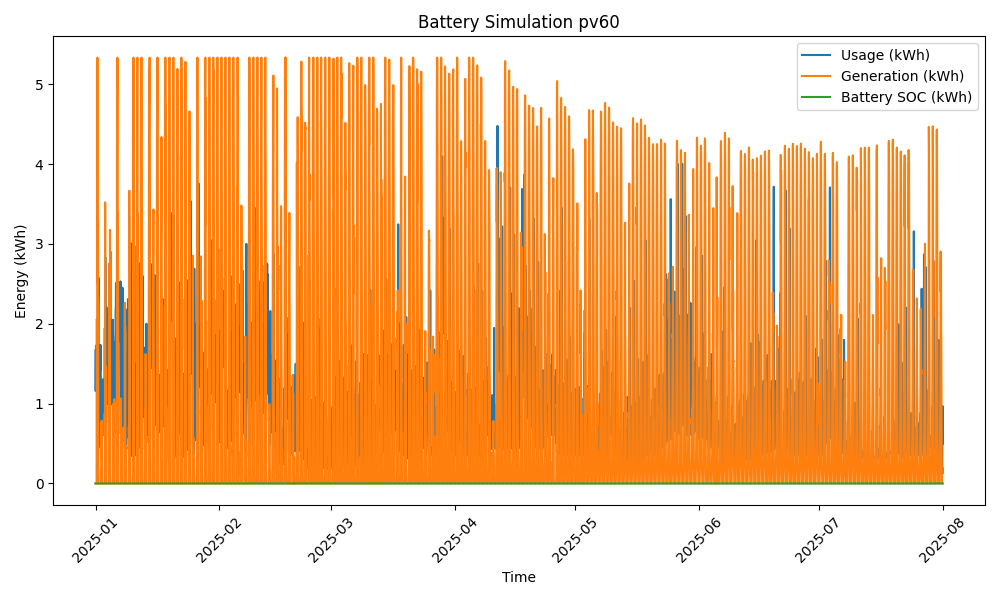 Battery Simulation pv60
Usage (kWh)
Generation (kWh)
Battery SOC (kWh)
Energy (kWh)
5
4
3
2
1
0
2025-01
2025-02
2025-03
2025-04
2025-05
2025-06
2025-07
2025-08
Time